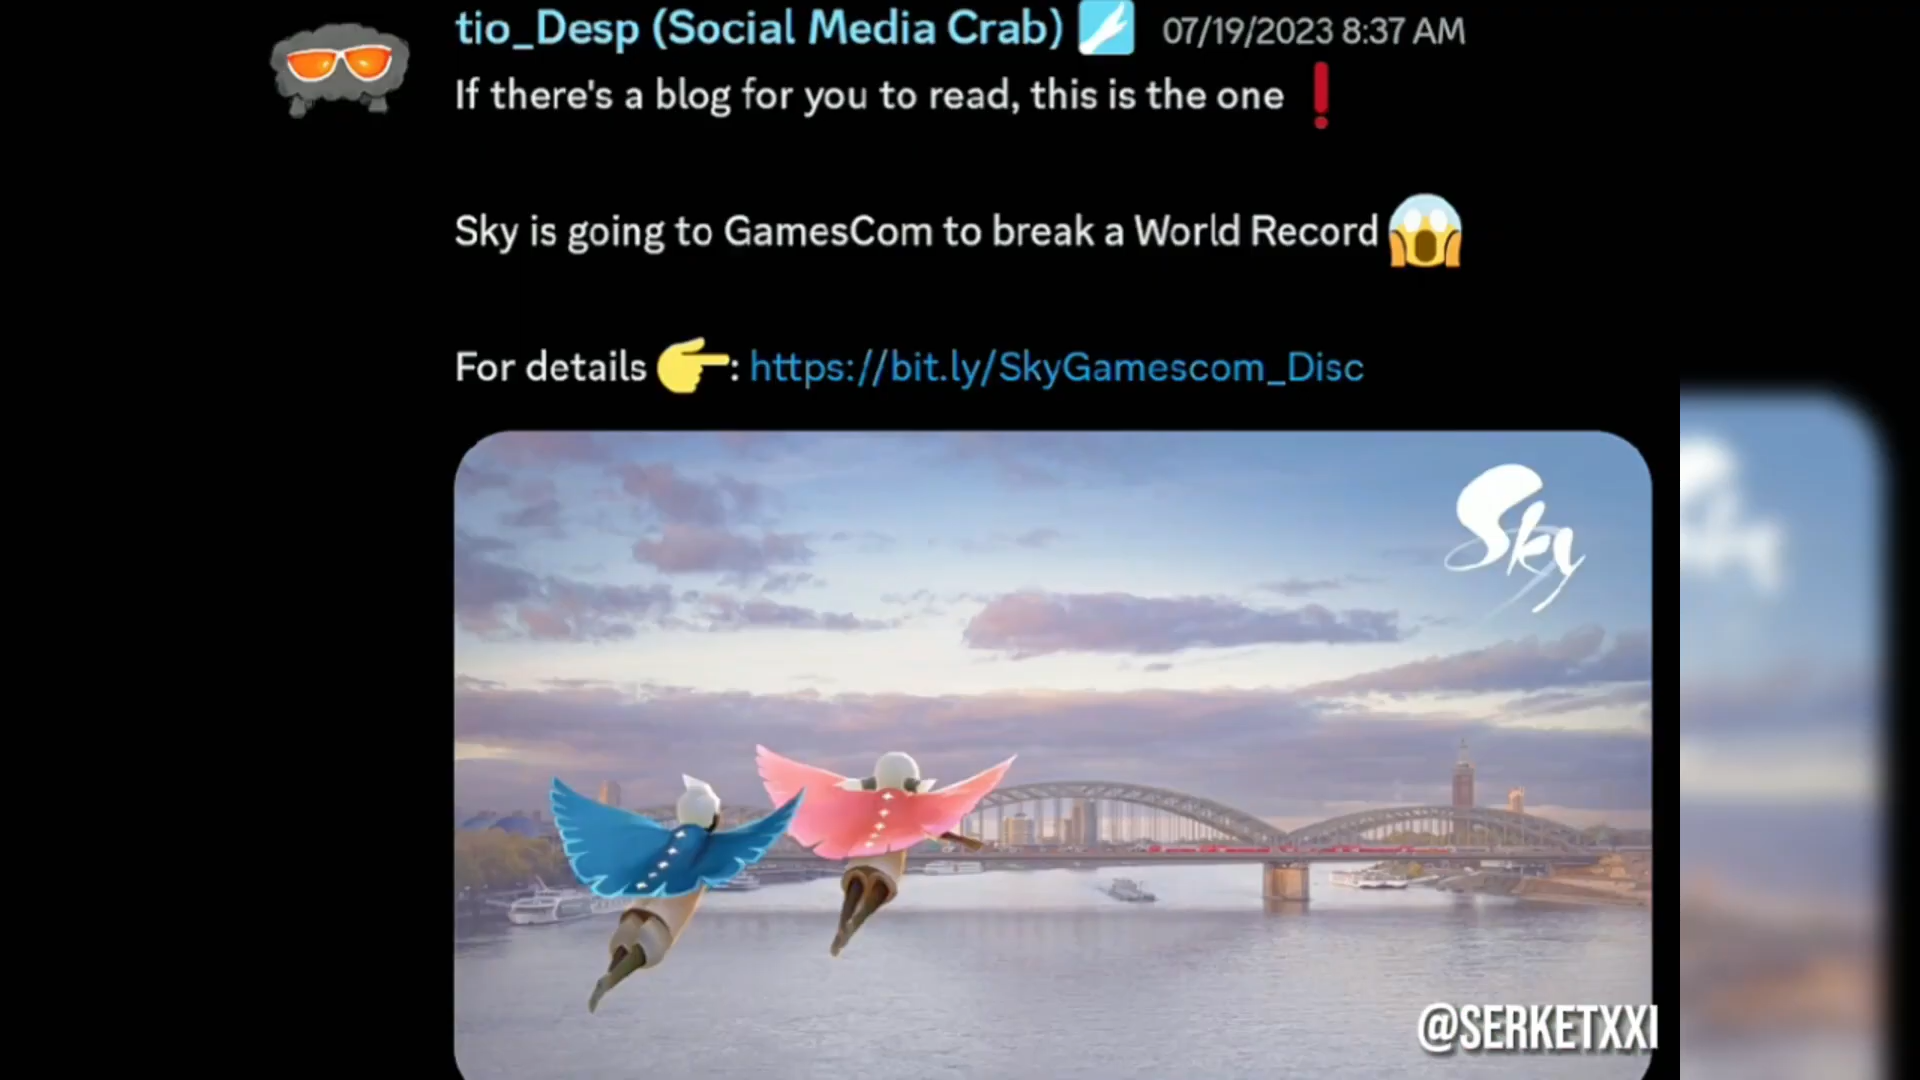 tio_Desp (Social Media Crab) 07/19/2023 8:37 AM
If there's a blog for you to read, this is the one❗
Sky is going to GamesCom to break a World Record😱
For details 👉: https://bit.ly/SkyGamescom_Disc
Sky
@SERKETXXI